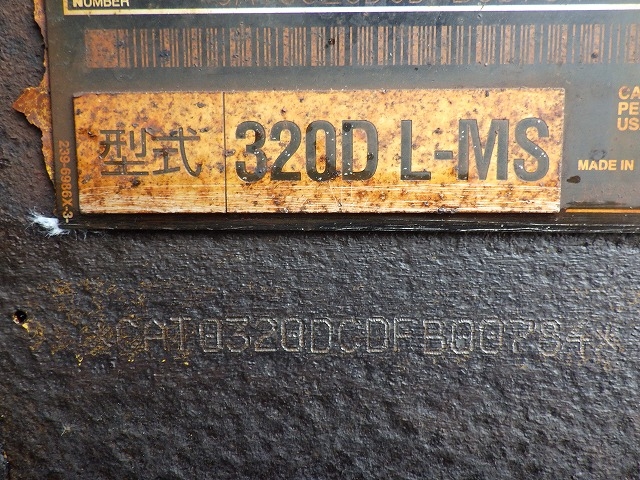 NUMBER
型式 320D L-MS
MADE IN
*CAT0320DCDFB00784*